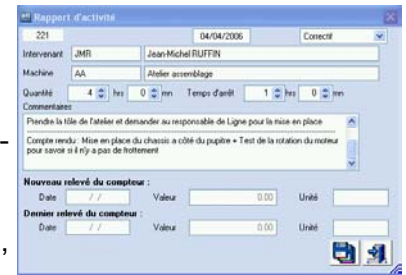 Rapport d'activité
221 04/04/2006 Correctif
Intervenant JMR Jean-Michel RUFFIN
Machine AA Atelier assemblage
Quantité 4 hrs 0 mn Temps d'arrêt 1 hrs 0 mn
Commentaires
Prendre la tôle de l'atelier et demander au responsable de Ligne pour la mise en place
Compte rendu : Mise en place du chassis a côté du pupitre + Test de la rotation du moteur
pour savoir si il n'y a pas de frottement
Nouveau relevé du compteur :
Date / / Valeur 0.00 Unité
Dernier relevé du compteur :
Date / / Valeur 0.00 Unité
-
,